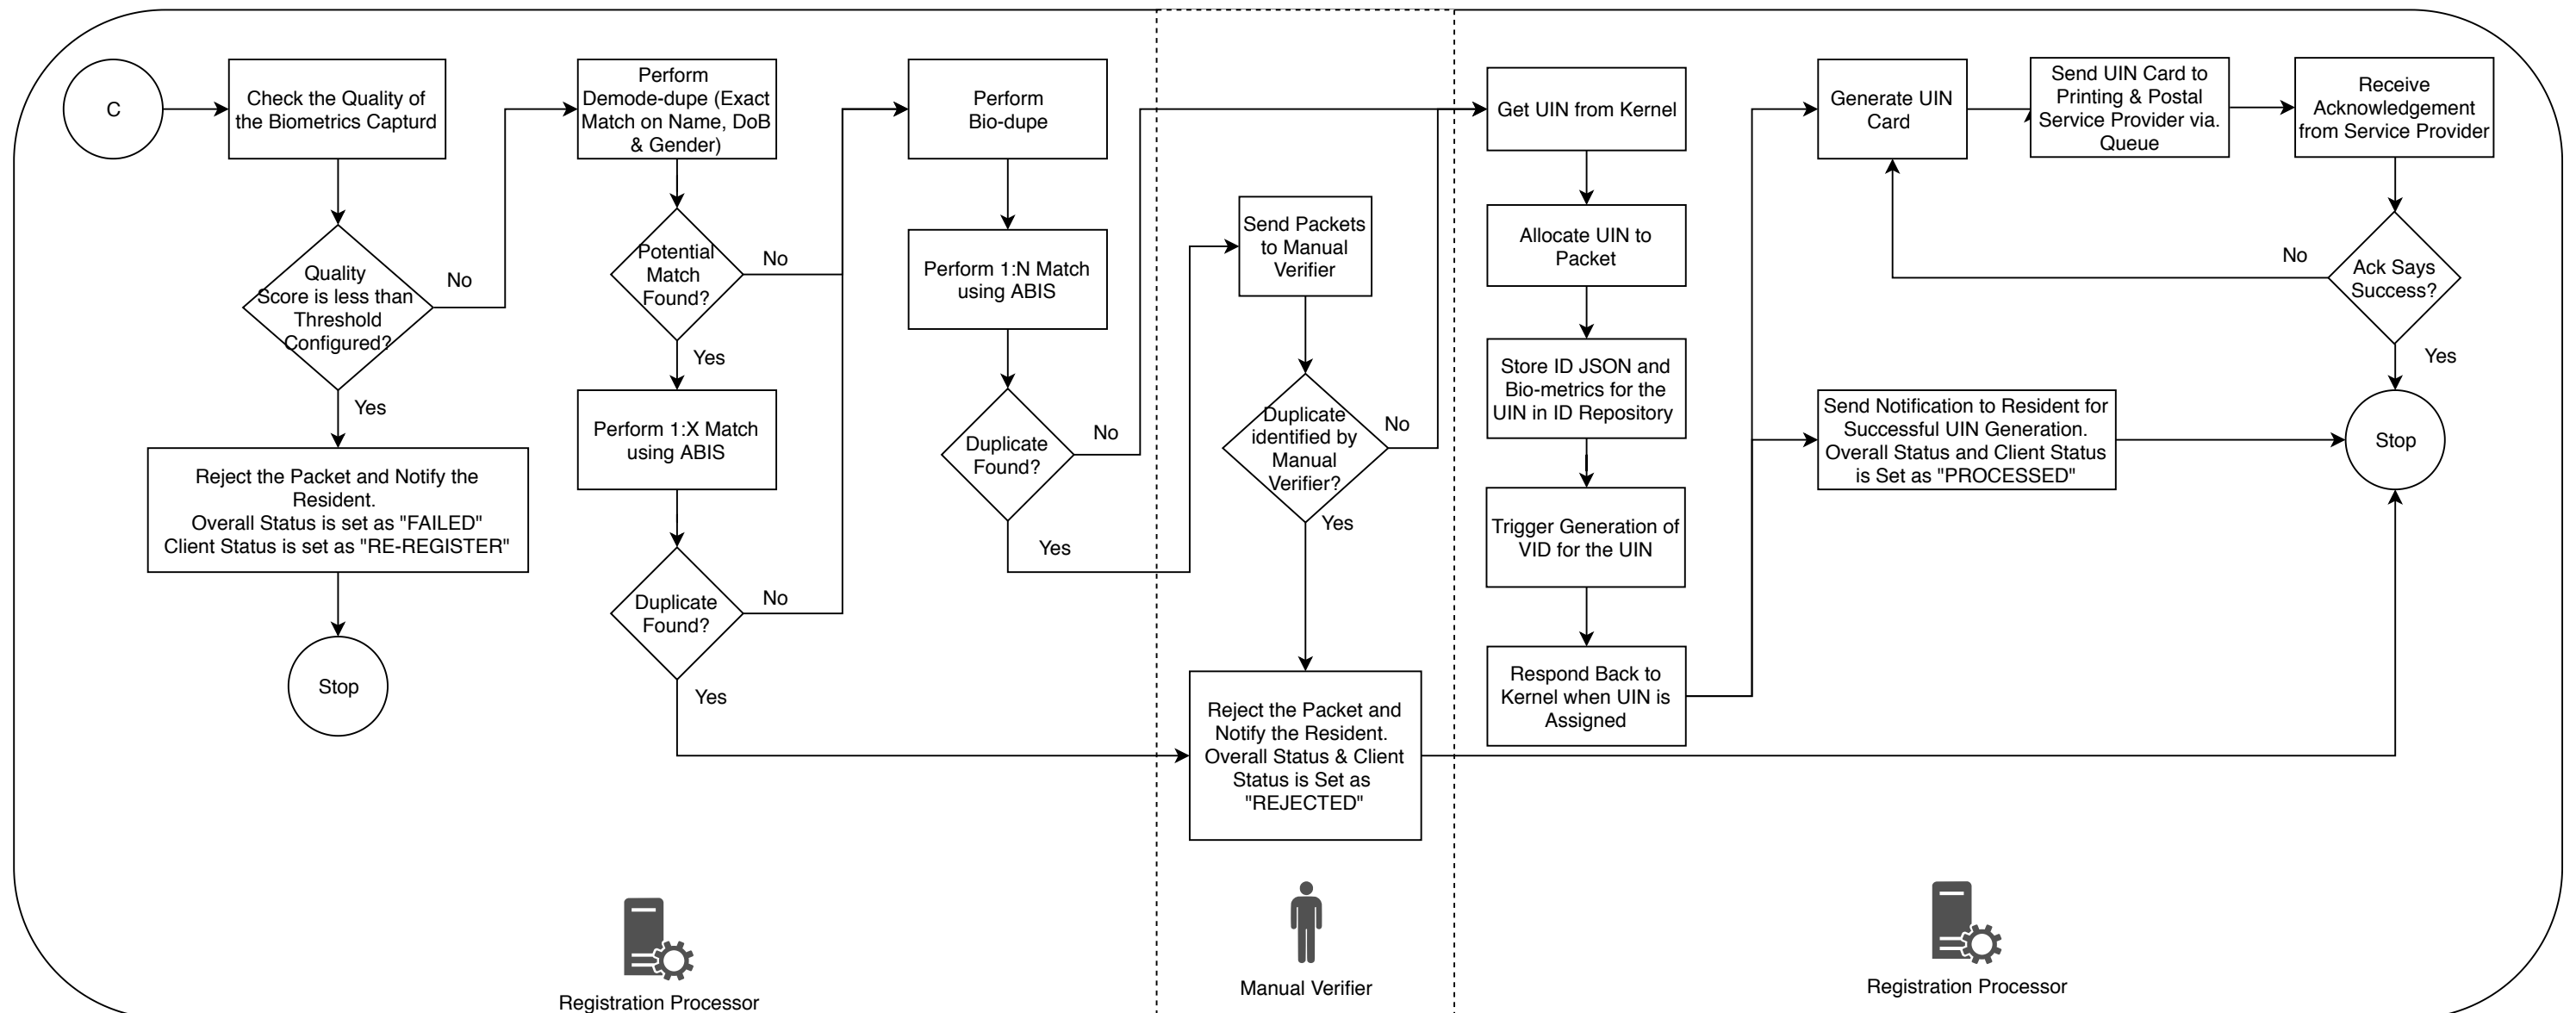 C
Check the Quality of
the Biometrics Capturd
Quality
Score is less than
Threshold
Configured?
No
Yes
Reject the Packet and Notify the
Resident.
Overall Status is set as "FAILED"
Client Status is set as "RE-REGISTER"
Stop
Perform
Demode-dupe (Exact
Match on Name, DoB
& Gender)
Potential
Match
Found?
No
Yes
Perform 1:X Match
using ABIS
Duplicate
Found?
No
Yes
Perform
Bio-dupe
Perform 1:N Match
using ABIS
Duplicate
Found?
No
Yes
Registration Processor
Send Packets
to Manual
Verifier
Duplicate
identified by
Manual
Verifier?
No
Yes
Reject the Packet and
Notify the Resident.
Overall Status & Client
Status is Set as
"REJECTED"
Manual Verifier
Get UIN from Kernel
Allocate UIN to
Packet
Store ID JSON and
Bio-metrics for the
UIN in ID Repository
Trigger Generation of
VID for the UIN
Respond Back to
Kernel when UIN is
Assigned
Generate UIN
Card
Send UIN Card to
Printing & Postal
Service Provider via.
Queue
Receive
Acknowledgement
from Service Provider
Ack Says
Success?
No
Yes
Send Notification to Resident for
Successful UIN Generation.
Overall Status and Client Status
is Set as "PROCESSED"
Stop
Registration Processor